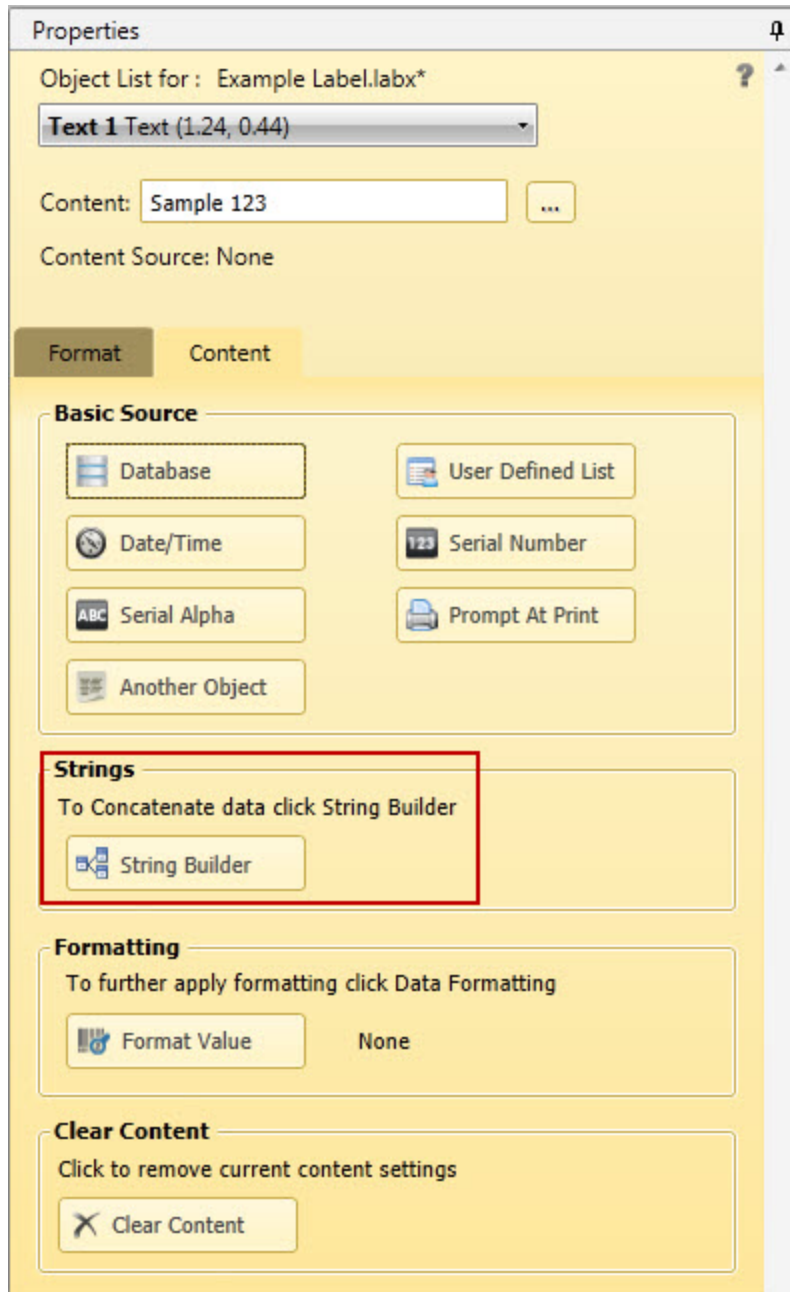 Properties
Object List for : Example Label.labx*
?
Text 1 Text (1.24, 0.44)
Content: Sample 123 ...
Content Source: None
Format Content
Basic Source
Database User Defined List
Date/Time 123 Serial Number
ABC Serial Alpha Prompt At Print
Another Object
Strings
To Concatenate data click String Builder
String Builder
Formatting
To further apply formatting click Data Formatting
Format Value None
Clear Content
Click to remove current content settings
Clear Content